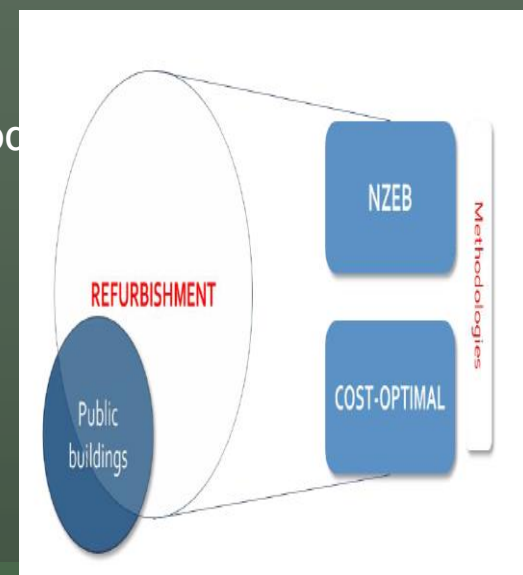 NZEB
REFURBISHMENT
Methodologies
COST-OPTIMAL
Public
buildings